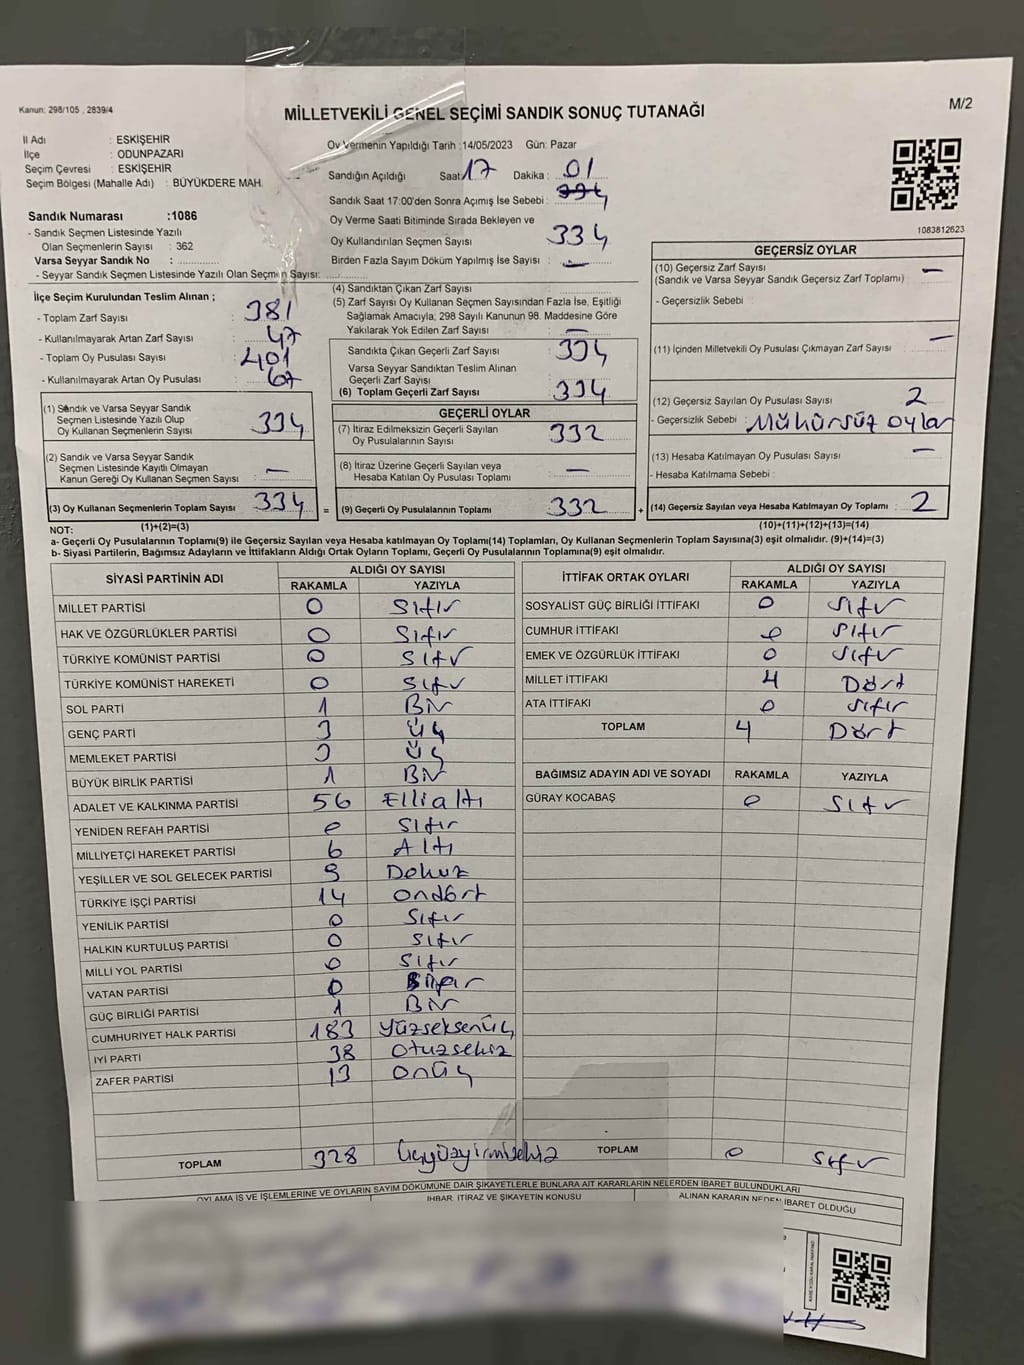 Kanun: 298/105 , 2839/4
MİLLETVEKİLİ GENEL SEÇİMİ SANDIK SONUÇ TUTANAĞI
M/2
İl Adı : ESKİŞEHİR
İlçe : ODUNPAZARI
Seçim Çevresi : ESKİŞEHİR
Seçim Bölgesi (Mahalle Adı) : BÜYÜKDERE MAH.
Sandık Numarası :1086
- Sandık Seçmen Listesinde Yazılı
Olan Seçmenlerin Sayısı : 362
Varsa Seyyar Sandık No :
- Seyyar Sandık Seçmen Listesinde Yazılı Olan Seçmen Sayısı:
İlçe Seçim Kurulundan Teslim Alınan ;
- Toplam Zarf Sayısı : 381
- Kullanılmayarak Artan Zarf Sayısı : 47
- Toplam Oy Pusulası Sayısı : 401
- Kullanılmayarak Artan Oy Pusulası : 67
(1) Sandık ve Varsa Seyyar Sandık
Seçmen Listesinde Yazılı Olup
Oy Kullanan Seçmenlerin Sayısı : 334
(2) Sandık ve Varsa Seyyar Sandık
Seçmen Listesinde Kayıtlı Olmayan
Kanun Gereği Oy Kullanan Seçmen Sayısı : —
(3) Oy Kullanan Seçmenlerin Toplam Sayısı : 334
(1)+(2)=(3)
Oy Vermenin Yapıldığı Tarih :14/05/2023 Gün: Pazar
Sandığın Açıldığı Saat: 17 Dakika : 01
Sandık Saat 17:00'den Sonra Açımış İse Sebebi : 334
Oy Verme Saati Bitiminde Sırada Bekleyen ve
Oy Kullandırılan Seçmen Sayısı : 334
Birden Fazla Sayım Döküm Yapılmış İse Sayısı : —
(4) Sandıktan Çıkan Zarf Sayısı :
(5) Zarf Sayısı Oy Kullanan Seçmen Sayısından Fazla İse, Eşitliği
Sağlamak Amacıyla; 298 Sayılı Kanunun 98. Maddesine Göre
Yakılarak Yok Edilen Zarf Sayısı : —
Sandıkta Çıkan Geçerli Zarf Sayısı : 334
Varsa Seyyar Sandıktan Teslim Alınan
Geçerli Zarf Sayısı :
(6) Toplam Geçerli Zarf Sayısı : 334
GEÇERLİ OYLAR
(7) İtiraz Edilmeksizin Geçerli Sayılan
Oy Pusulalarının Sayısı : 332
(8) İtiraz Üzerine Geçerli Sayılan veya
Hesaba Katılan Oy Pusulası Toplamı : —
= (9) Geçerli Oy Pusulalarının Toplamı : 332
1083812623
GEÇERSİZ OYLAR
(10) Geçersiz Zarf Sayısı : —
(Sandık ve Varsa Seyyar Sandık Geçersiz Zarf Toplamı)
- Geçersizlik Sebebi :
(11) İçinden Milletvekili Oy Pusulası Çıkmayan Zarf Sayısı : —
(12) Geçersiz Sayılan Oy Pusulası Sayısı : 2
- Geçersizlik Sebebi : Mühürsüz oylar
(13) Hesaba Katılmayan Oy Pusulası Sayısı : —
- Hesaba Katılmama Sebebi :
+ (14) Geçersiz Sayılan veya Hesaba Katılmayan Oy Toplamı : 2
(10)+(11)+(12)+(13)=(14)
NOT:
a- Geçerli Oy Pusulasının Toplamı(9) ile Geçersiz Sayılan veya Hesaba katılmayan Oy Toplamı(14) Toplamları, Oy Kullanan Seçmenlerin Toplam Sayısına(3) eşit olmalıdır. (9)+(14)=(3)
b- Siyasi Partilerin, Bağımsız Adayların ve İttifakların Aldığı Ortak Oyların Toplamı, Geçerli Oy Pusulalarının Toplamına(9) eşit olmalıdır.
SİYASİ PARTİNİN ADI ALDIĞI OY SAYISI
RAKAMLA YAZIYLA
MİLLET PARTİSİ 0 Sıfır
HAK VE ÖZGÜRLÜKLER PARTİSİ 0 Sıfır
TÜRKİYE KOMÜNİST PARTİSİ 0 Sıfır
TÜRKİYE KOMÜNİST HAREKETİ 0 Sıfır
SOL PARTİ 1 Bir
GENÇ PARTİ 3 Üç
MEMLEKET PARTİSİ 3 Üç
BÜYÜK BİRLİK PARTİSİ 1 Bir
ADALET VE KALKINMA PARTİSİ 56 Elli altı
YENİDEN REFAH PARTİSİ 0 Sıfır
MİLLİYETÇİ HAREKET PARTİSİ 6 Altı
YEŞİLLER VE SOL GELECEK PARTİSİ 9 Dokuz
TÜRKİYE İŞÇİ PARTİSİ 14 Ondört
YENİLİK PARTİSİ 0 Sıfır
HALKIN KURTULUŞ PARTİSİ 0 Sıfır
MİLLİ YOL PARTİSİ 0 Sıfır
VATAN PARTİSİ 0 Sıfır
GÜÇ BİRLİĞİ PARTİSİ 1 Bir
CUMHURİYET HALK PARTİSİ 183 Yüzseksenüç
İYİ PARTİ 38 Otuzsekiz
ZAFER PARTİSİ 13 Onüç
TOPLAM 328 Üçyüzyirmisekiz
İTTİFAK ORTAK OYLARI ALDIĞI OY SAYISI
RAKAMLA YAZIYLA
SOSYALİST GÜÇ BİRLİĞİ İTTİFAKI 0 Sıfır
CUMHUR İTTİFAKI 0 Sıfır
EMEK VE ÖZGÜRLÜK İTTİFAKI 0 Sıfır
MİLLET İTTİFAKI 4 Dört
ATA İTTİFAKI 0 Sıfır
TOPLAM 4 Dört
BAĞIMSIZ ADAYIN ADI VE SOYADI RAKAMLA YAZIYLA
GÜRAY KOCABAŞ 0 Sıfır
TOPLAM 0 Sıfır
OYLAMA İŞ VE İŞLEMLERİNE VE OYLARIN SAYIM DÖKÜMÜNE DAİR ŞİKAYETLERLE BUNLARA AİT KARARLARIN NELERDEN İBARET BULUNDUKLARI
İHBAR, İTİRAZ VE ŞİKAYETİN KONUSU ALINAN KARARIN NEDEN İBARET OLDUĞU